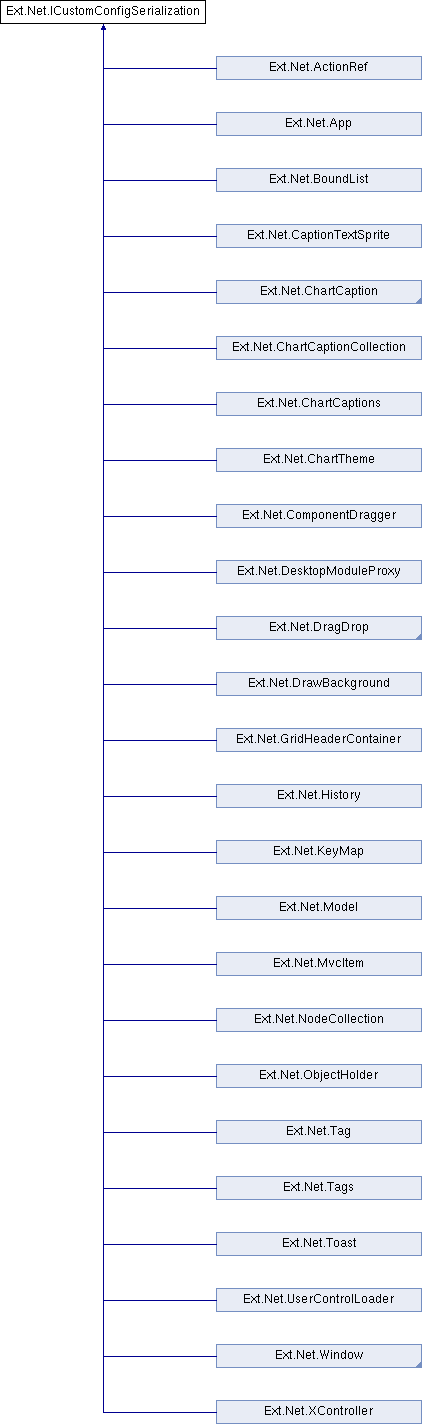 Ext.Net.ICustomConfigSerialization
Ext.Net.ActionRef
Ext.Net.App
Ext.Net.BoundList
Ext.Net.CaptionTextSprite
Ext.Net.ChartCaption
Ext.Net.ChartCaptionCollection
Ext.Net.ChartCaptions
Ext.Net.ChartTheme
Ext.Net.ComponentDragger
Ext.Net.DesktopModuleProxy
Ext.Net.DragDrop
Ext.Net.DrawBackground
Ext.Net.GridHeaderContainer
Ext.Net.History
Ext.Net.KeyMap
Ext.Net.Model
Ext.Net.MvcItem
Ext.Net.NodeCollection
Ext.Net.ObjectHolder
Ext.Net.Tag
Ext.Net.Tags
Ext.Net.Toast
Ext.Net.UserControlLoader
Ext.Net.Window
Ext.Net.XController